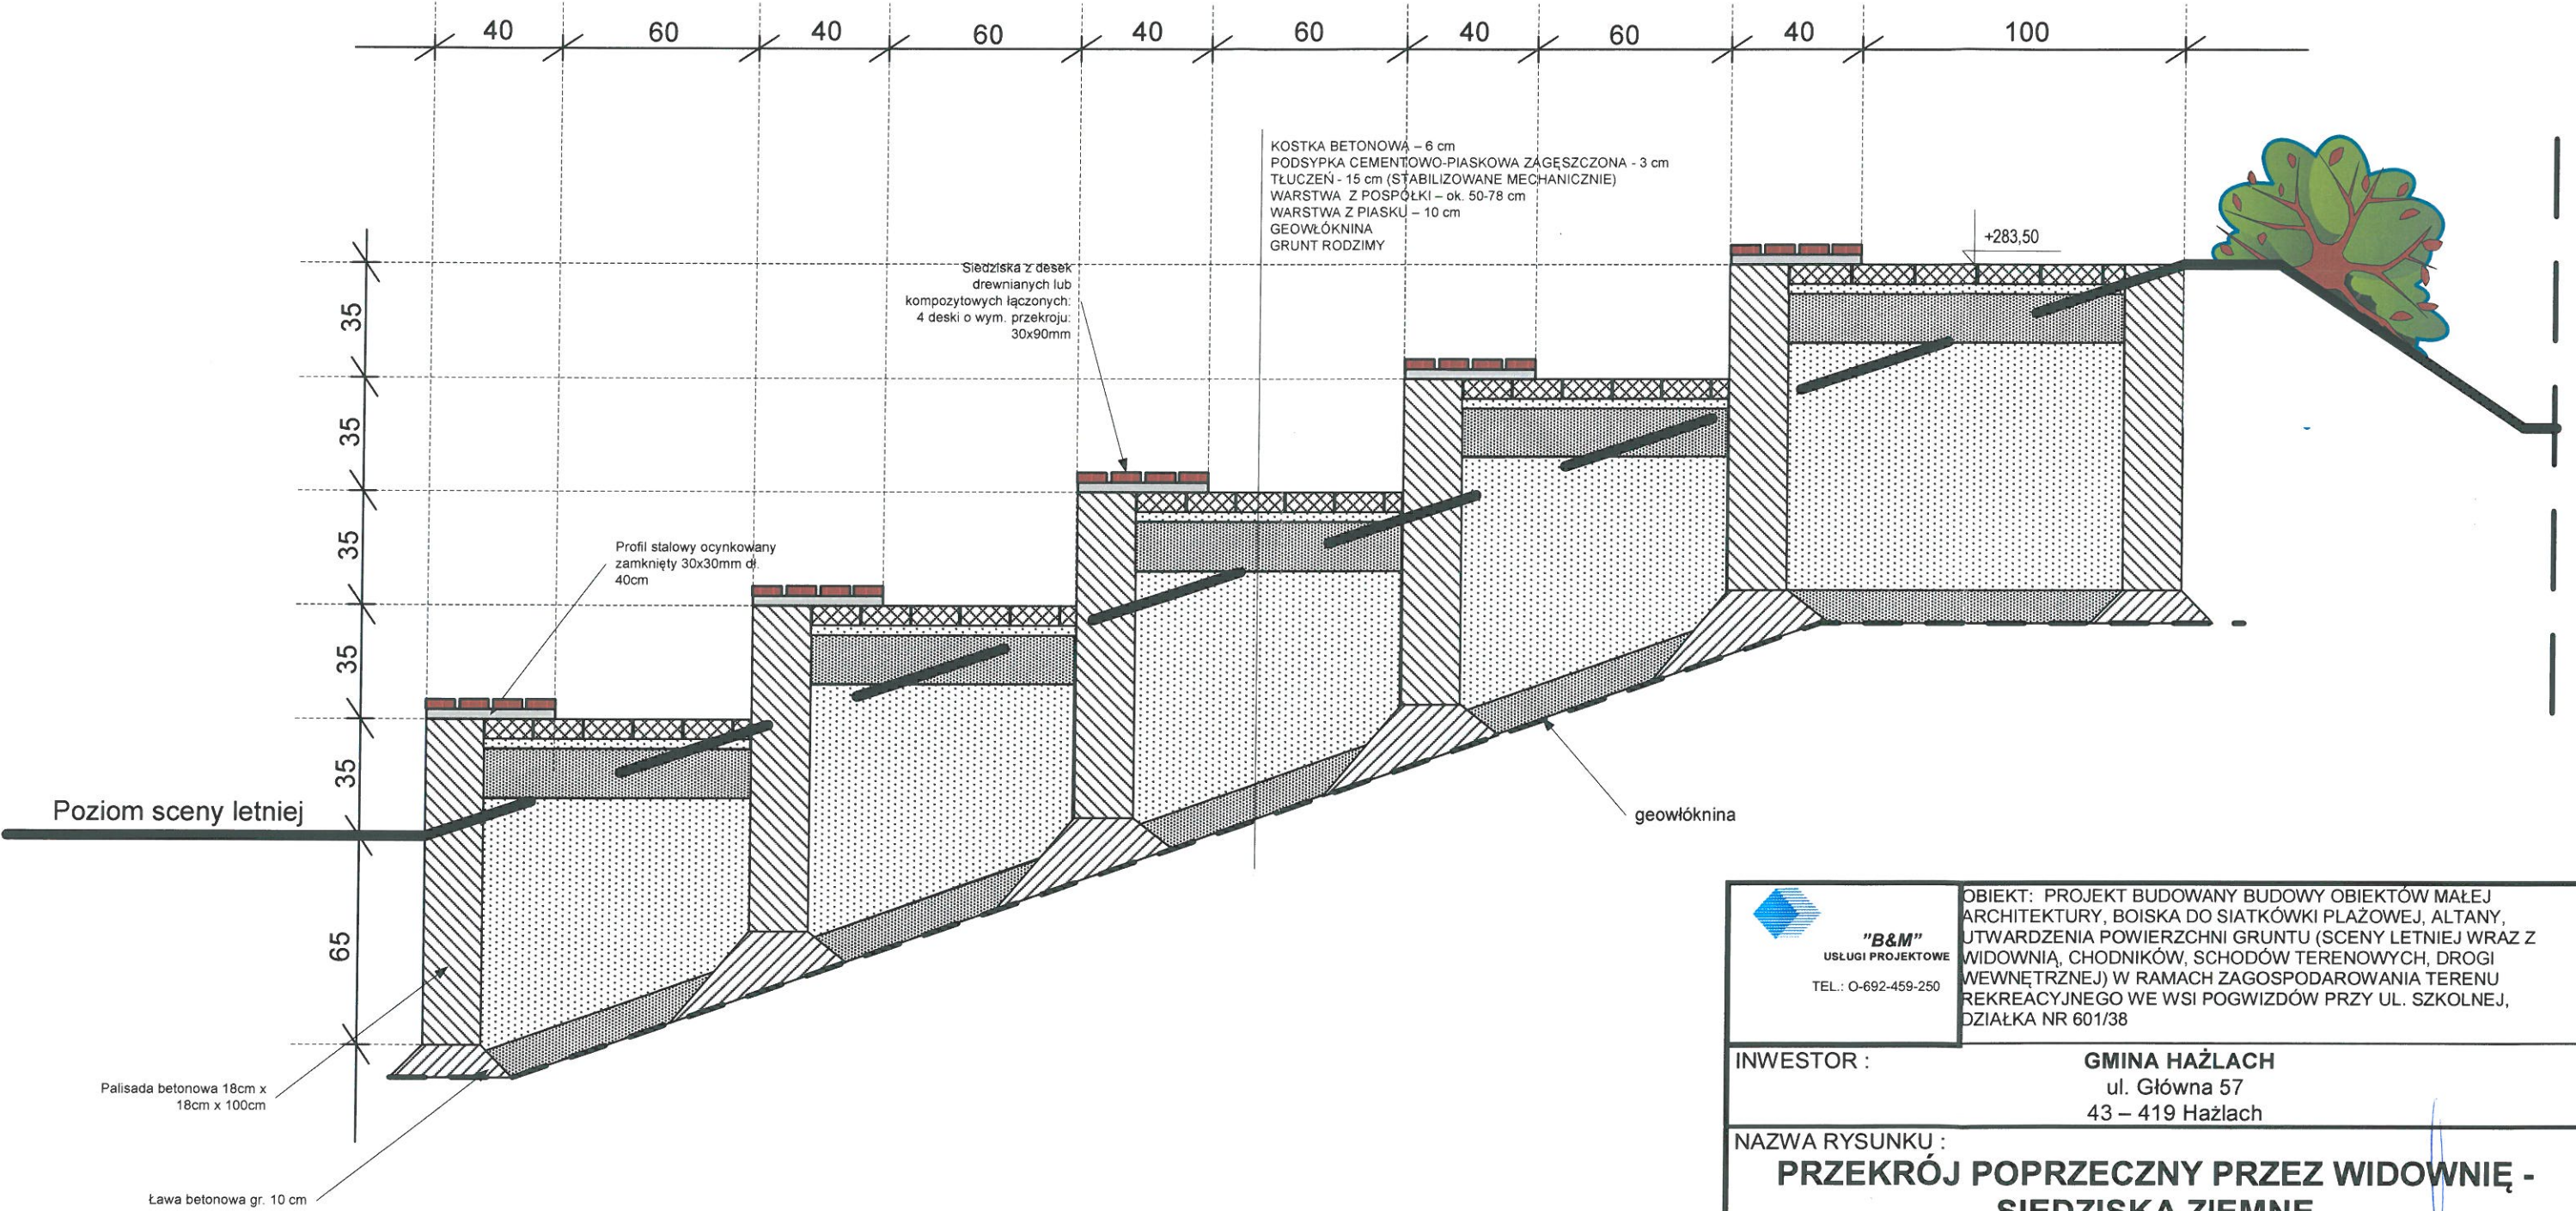 40 60 40 60 40 60 40 60 40 100
KOSTKA BETONOWA – 6 cm
PODSYPKA CEMENTOWO-PIASKOWA ZAGĘSZCZONA - 3 cm
TŁUCZEŃ - 15 cm (STABILIZOWANE MECHANICZNIE)
WARSTWA Z POSPÓŁKI – ok. 50-78 cm
WARSTWA Z PIASKU – 10 cm
GEOWŁÓKNINA
GRUNT RODZIMY
+283,50
Siedziska z desek
drewnianych lub
kompozytowych łączonych:
4 deski o wym. przekroju:
30x90mm
35
35
35
35
35
65
Profil stalowy ocynkowany
zamknięty 30x30mm dł.
40cm
Poziom sceny letniej
geowłóknina
Palisada betonowa 18cm x
18cm x 100cm
Ława betonowa gr. 10 cm
"B&M"
USŁUGI PROJEKTOWE
TEL.: O-692-459-250
OBIEKT: PROJEKT BUDOWANY BUDOWY OBIEKTÓW MAŁEJ
ARCHITEKTURY, BOISKA DO SIATKÓWKI PLAŻOWEJ, ALTANY,
UTWARDZENIA POWIERZCHNI GRUNTU (SCENY LETNIEJ WRAZ Z
WIDOWNIĄ, CHODNIKÓW, SCHODÓW TERENOWYCH, DROGI
WEWNĘTRZNEJ) W RAMACH ZAGOSPODAROWANIA TERENU
REKREACYJNEGO WE WSI POGWIZDÓW PRZY UL. SZKOLNEJ,
DZIAŁKA NR 601/38
INWESTOR :
GMINA HAŻLACH
ul. Główna 57
43 – 419 Hażlach
NAZWA RYSUNKU :
PRZEKRÓJ POPRZECZNY PRZEZ WIDOWNIĘ -
SIEDZISKA ZIEMNE